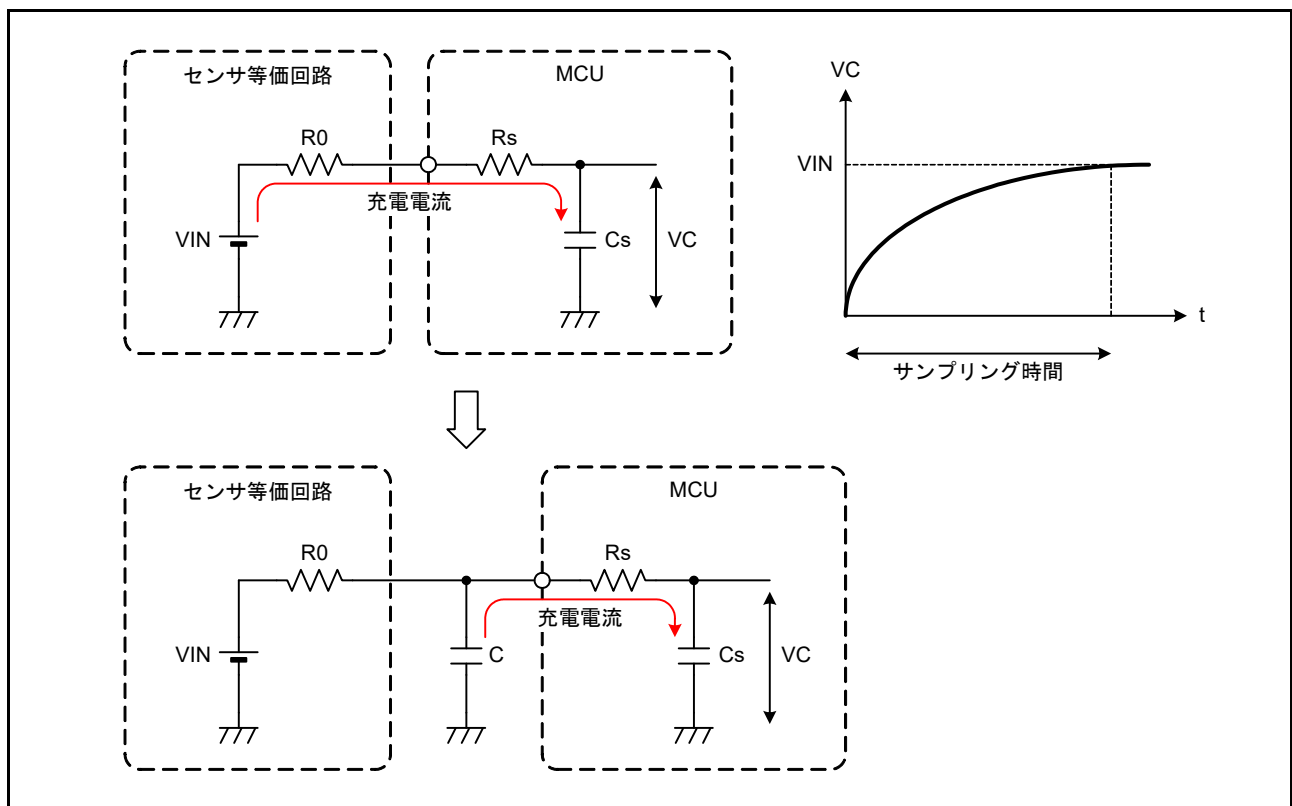 センサ等価回路
MCU
R0
Rs
充電電流
VIN
Cs
VC
VC
VIN
t
サンプリング時間
センサ等価回路
MCU
R0
Rs
充電電流
VIN
C
Cs
VC